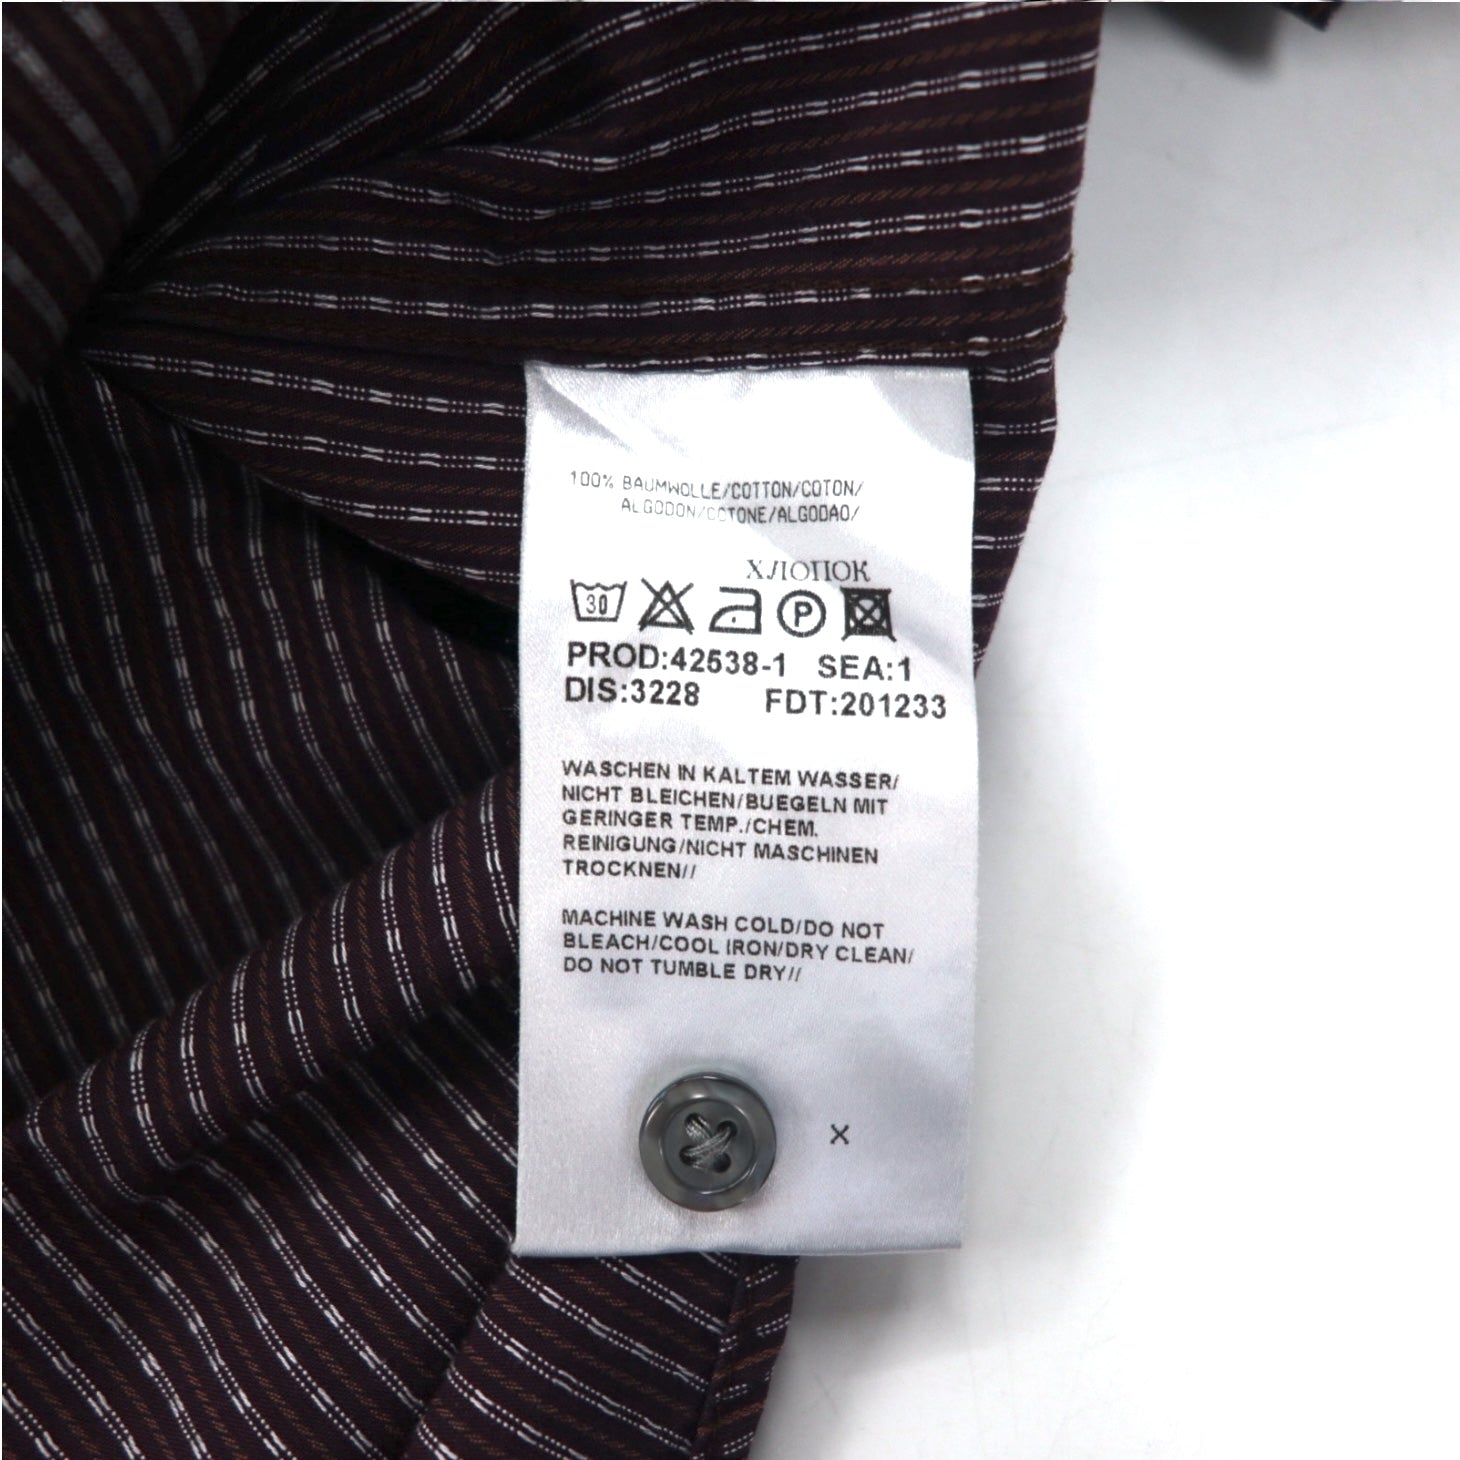 100% BAUMWOLLE/COTTON/COTON/
ALGODON/COTONE/ALGODAO/
ХЛОПОК
30 P
PROD:42538-1 SEA:1
DIS:3228 FDT:201233
WASCHEN IN KALTEM WASSER/
NICHT BLEICHEN/BUEGELN MIT
GERINGER TEMP./CHEM.
REINIGUNG/NICHT MASCHINEN
TROCKNEN//
MACHINE WASH COLD/DO NOT
BLEACH/COOL IRON/DRY CLEAN/
DO NOT TUMBLE DRY//
X